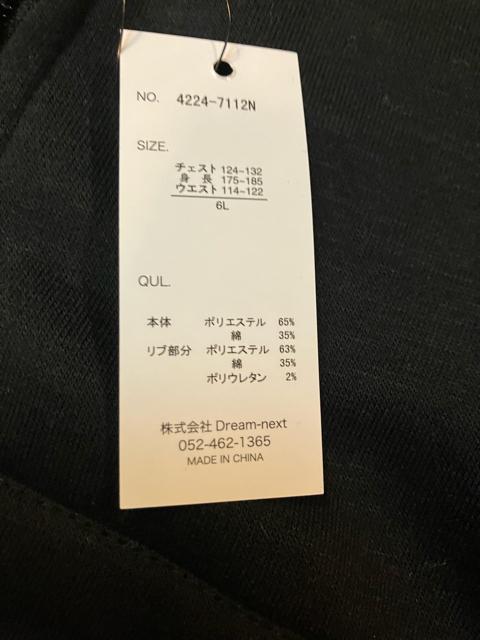 NO. 4224-7112N
SIZE.
チェスト 124-132
身長 175-185
ウエスト 114-122
6L
QUL.
本体 ポリエステル 65%
綿 35%
リブ部分 ポリエステル 63%
綿 35%
ポリウレタン 2%
株式会社 Dream-next
052-462-1365
MADE IN CHINA